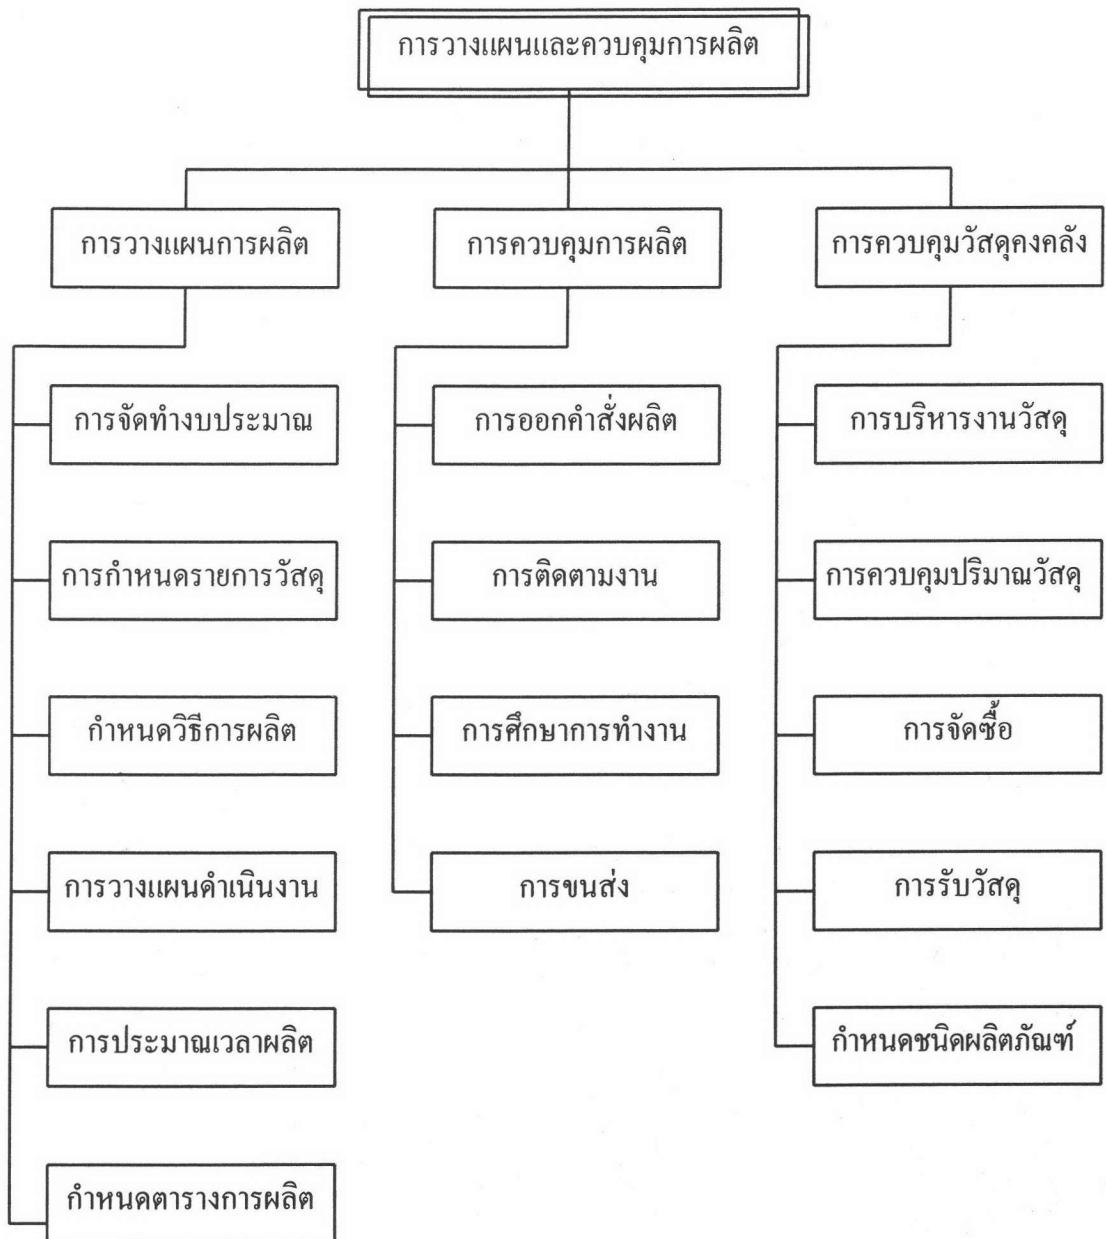 การวางแผนและควบคุมการผลิต
การวางแผนการผลิต
การควบคุมการผลิต
การควบคุมวัสดุคงคลัง
การจัดทำงบประมาณ
การออกคำสั่งผลิต
การบริหารงานวัสดุ
การกำหนดรายการวัสดุ
การติดตามงาน
การควบคุมปริมาณวัสดุ
กำหนดวิธีการผลิต
การศึกษาการทำงาน
การจัดซื้อ
การวางแผนดำเนินงาน
การขนส่ง
การรับวัสดุ
การประมาณเวลาผลิต
กำหนดชนิดผลิตภัณฑ์
กำหนดตารางการผลิต